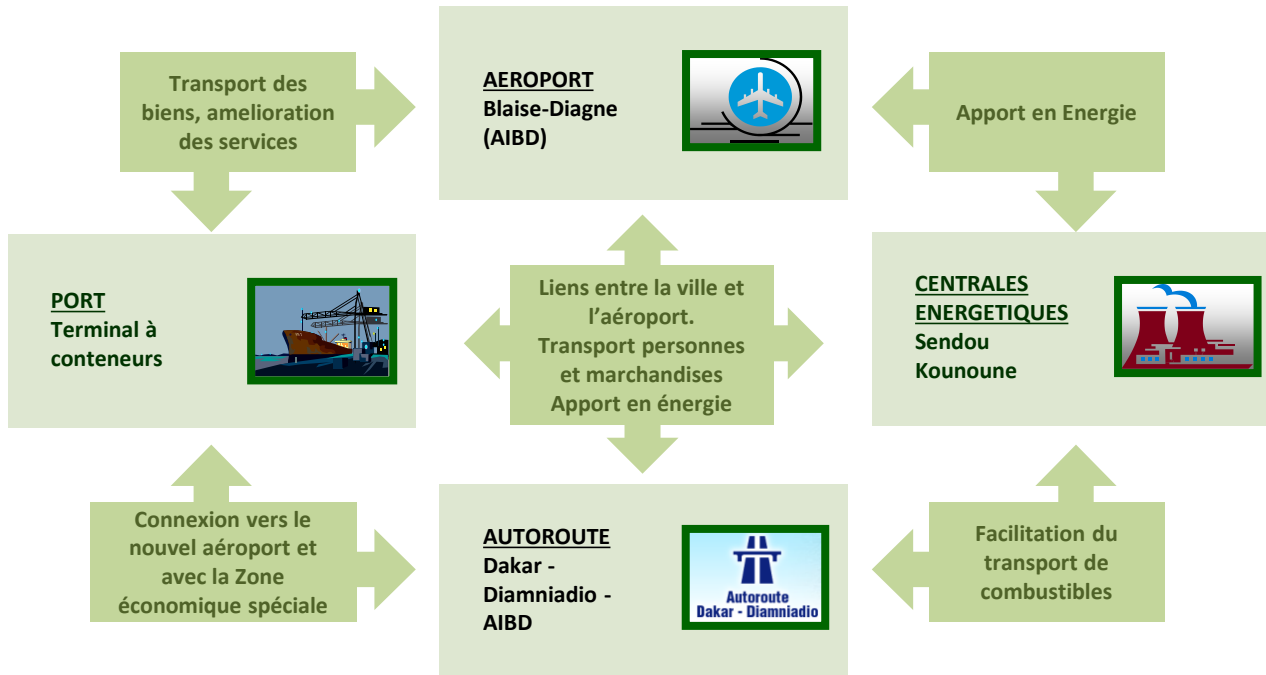 Transport des
biens, amelioration
des services
AEROPORT
Blaise-Diagne
(AIBD)
Apport en Energie
PORT
Terminal à
conteneurs
Liens entre la ville et
l’aéroport.
Transport personnes
et marchandises
Apport en énergie
CENTRALES
ENERGETIQUES
Sendou
Kounoune
Connexion vers le
nouvel aéroport et
avec la Zone
économique spéciale
AUTOROUTE
Dakar -
Diamniadio -
AIBD
Autoroute
Dakar - Diamniadio
Facilitation du
transport de
combustibles